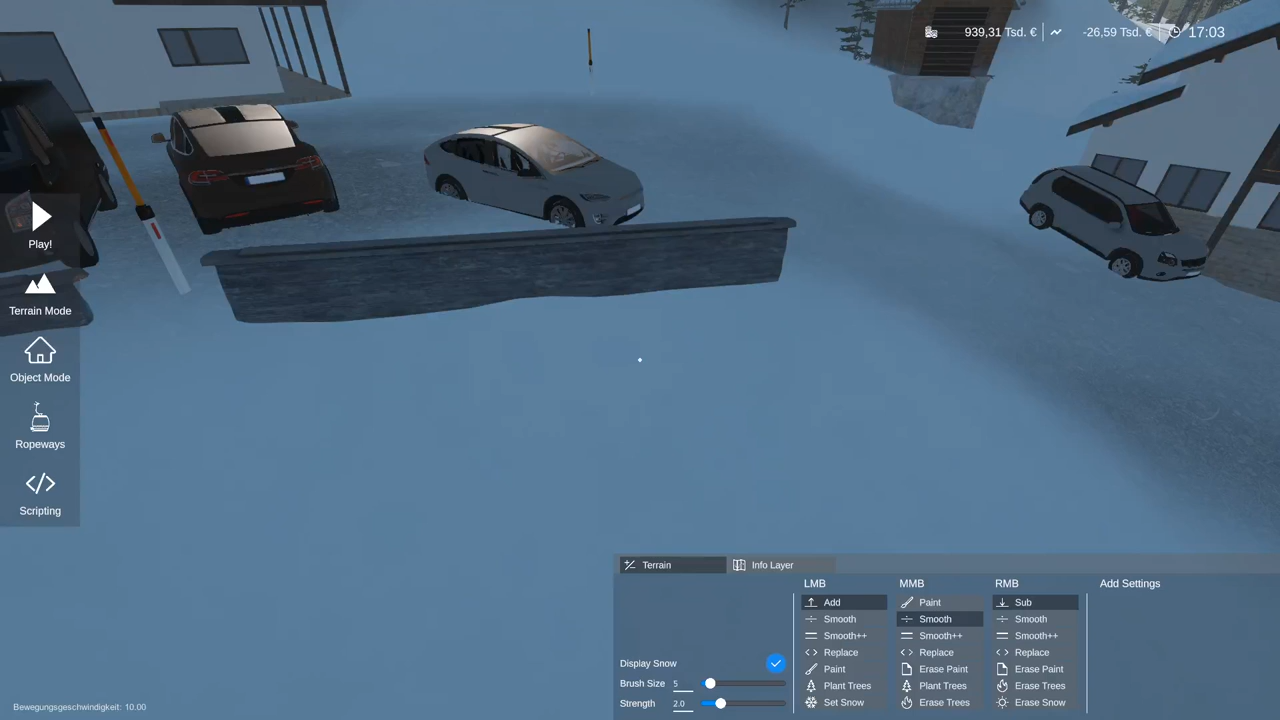 939,31 Tsd. €
-26,59 Tsd. €
17:03
Play!
Terrain Mode
Object Mode
Ropeways
Scripting
Terrain
Info Layer
LMB
MMB
RMB
Add Settings
Add
Paint
Sub
Smooth
Smooth
Smooth
Smooth++
Smooth++
Smooth++
Replace
Replace
Replace
Display Snow
Paint
Erase Paint
Erase Paint
Brush Size 5
Plant Trees
Plant Trees
Erase Trees
Strength 2.0
Set Snow
Erase Trees
Erase Snow
Bewegungsgeschwindigkeit: 10.00